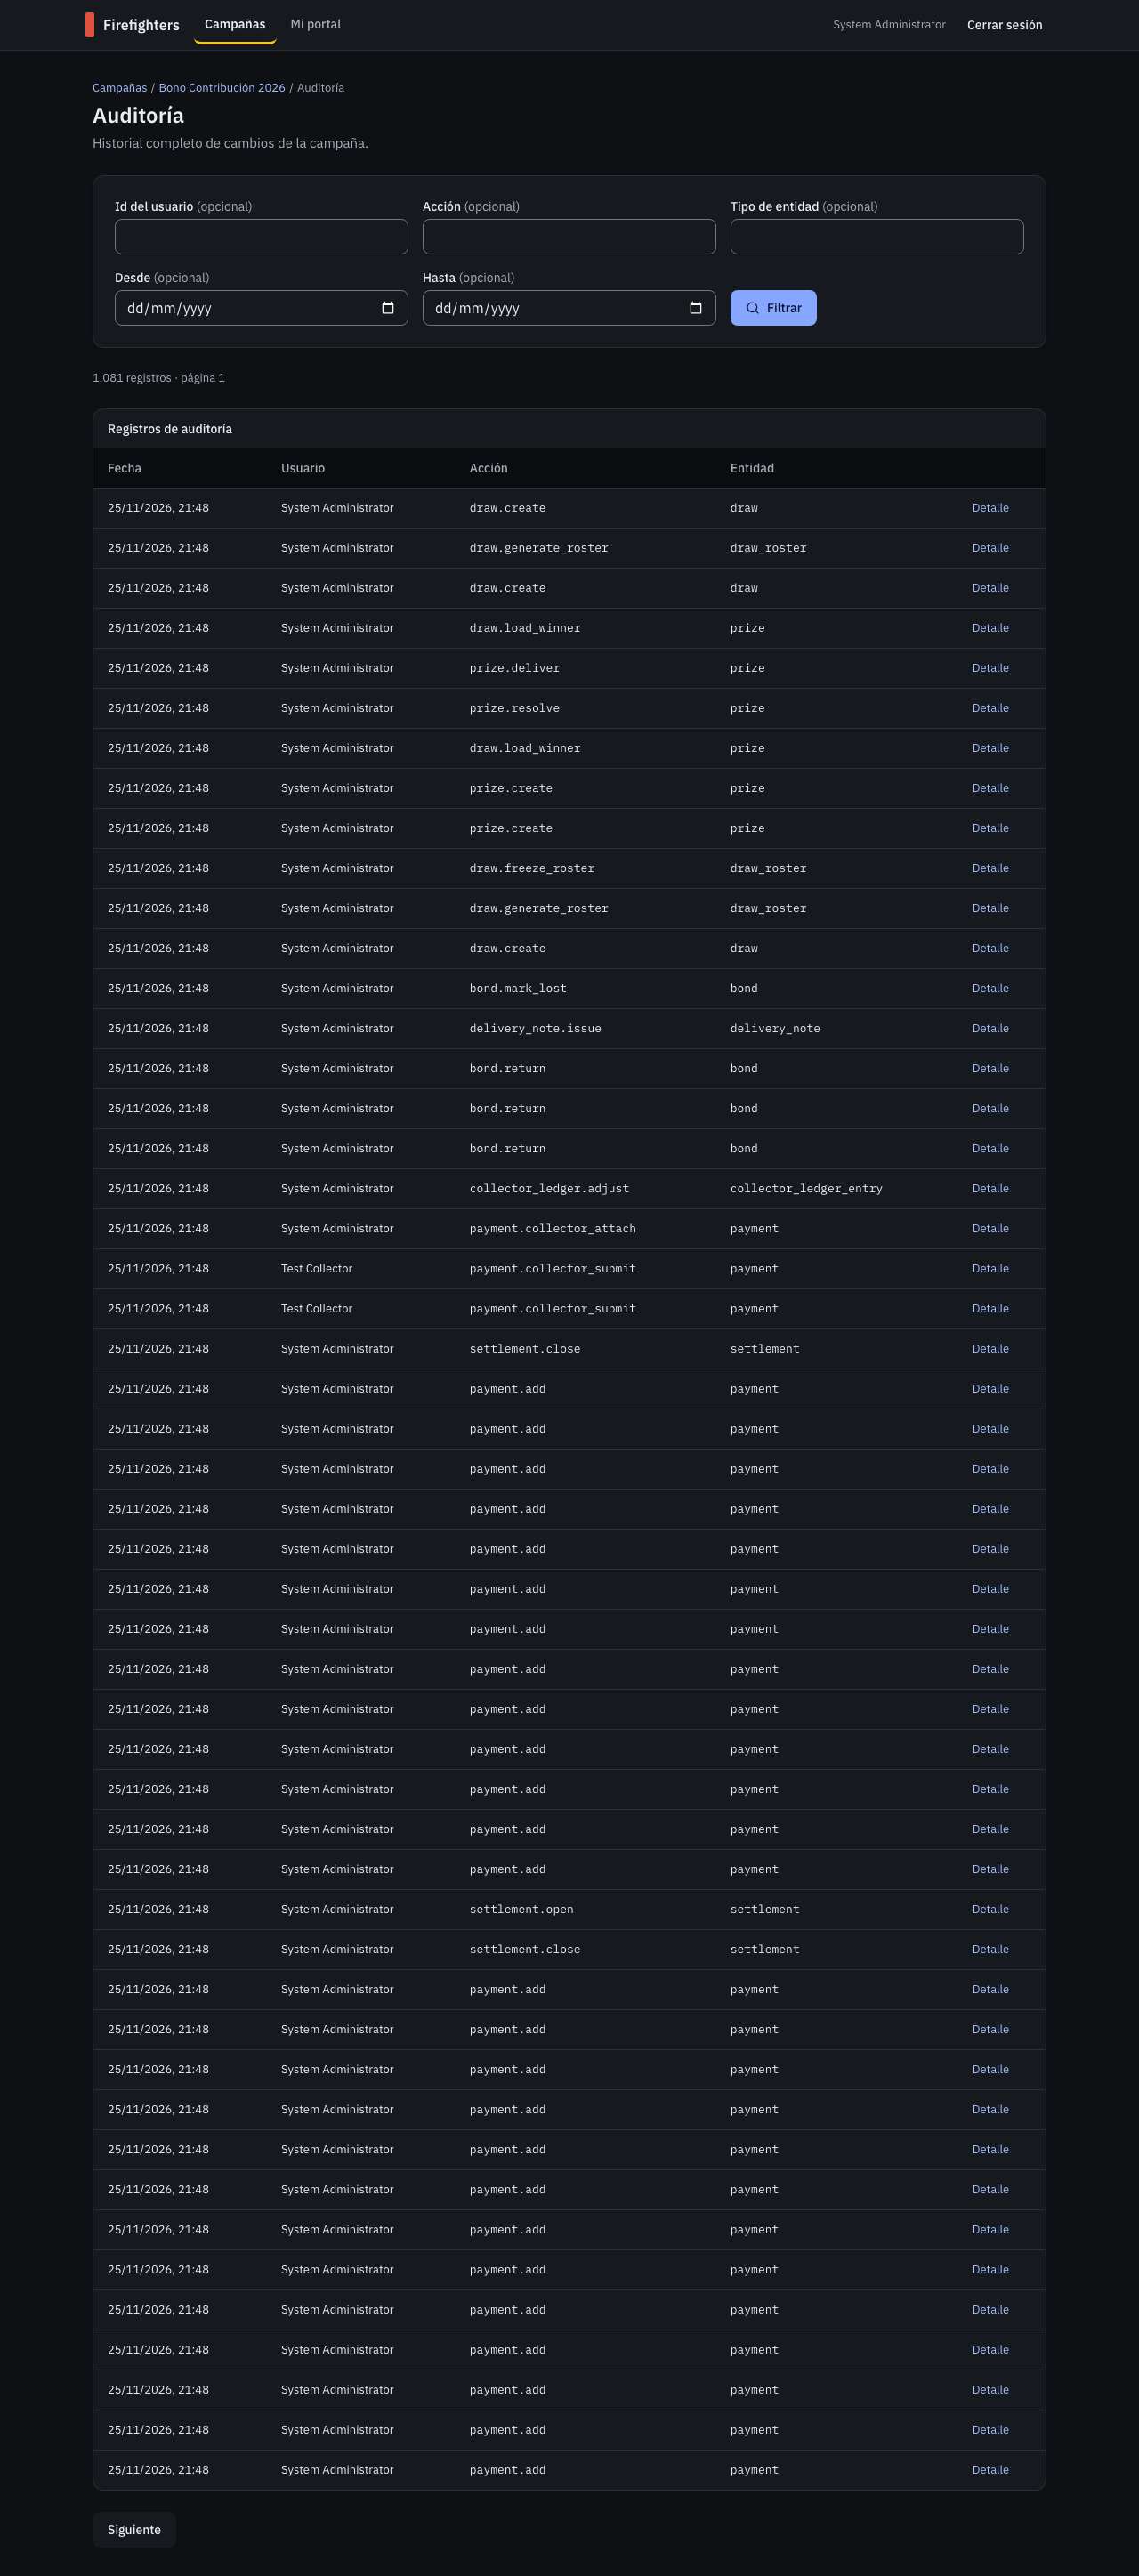 Firefighters Campañas Mi portal System Administrator Cerrar sesión
Campañas / Bono Contribución 2026 / Auditoría
Auditoría
Historial completo de cambios de la campaña.
Id del usuario (opcional) Acción (opcional) Tipo de entidad (opcional)
Desde (opcional) Hasta (opcional)
dd/mm/yyyy dd/mm/yyyy Filtrar
1.081 registros · página 1
Registros de auditoría
Fecha Usuario Acción Entidad
25/11/2026, 21:48 System Administrator draw.create draw Detalle
25/11/2026, 21:48 System Administrator draw.generate_roster draw_roster Detalle
25/11/2026, 21:48 System Administrator draw.create draw Detalle
25/11/2026, 21:48 System Administrator draw.load_winner prize Detalle
25/11/2026, 21:48 System Administrator prize.deliver prize Detalle
25/11/2026, 21:48 System Administrator prize.resolve prize Detalle
25/11/2026, 21:48 System Administrator draw.load_winner prize Detalle
25/11/2026, 21:48 System Administrator prize.create prize Detalle
25/11/2026, 21:48 System Administrator prize.create prize Detalle
25/11/2026, 21:48 System Administrator draw.freeze_roster draw_roster Detalle
25/11/2026, 21:48 System Administrator draw.generate_roster draw_roster Detalle
25/11/2026, 21:48 System Administrator draw.create draw Detalle
25/11/2026, 21:48 System Administrator bond.mark_lost bond Detalle
25/11/2026, 21:48 System Administrator delivery_note.issue delivery_note Detalle
25/11/2026, 21:48 System Administrator bond.return bond Detalle
25/11/2026, 21:48 System Administrator bond.return bond Detalle
25/11/2026, 21:48 System Administrator bond.return bond Detalle
25/11/2026, 21:48 System Administrator collector_ledger.adjust collector_ledger_entry Detalle
25/11/2026, 21:48 System Administrator payment.collector_attach payment Detalle
25/11/2026, 21:48 Test Collector payment.collector_submit payment Detalle
25/11/2026, 21:48 Test Collector payment.collector_submit payment Detalle
25/11/2026, 21:48 System Administrator settlement.close settlement Detalle
25/11/2026, 21:48 System Administrator payment.add payment Detalle
25/11/2026, 21:48 System Administrator payment.add payment Detalle
25/11/2026, 21:48 System Administrator payment.add payment Detalle
25/11/2026, 21:48 System Administrator payment.add payment Detalle
25/11/2026, 21:48 System Administrator payment.add payment Detalle
25/11/2026, 21:48 System Administrator payment.add payment Detalle
25/11/2026, 21:48 System Administrator payment.add payment Detalle
25/11/2026, 21:48 System Administrator payment.add payment Detalle
25/11/2026, 21:48 System Administrator payment.add payment Detalle
25/11/2026, 21:48 System Administrator payment.add payment Detalle
25/11/2026, 21:48 System Administrator payment.add payment Detalle
25/11/2026, 21:48 System Administrator payment.add payment Detalle
25/11/2026, 21:48 System Administrator payment.add payment Detalle
25/11/2026, 21:48 System Administrator settlement.open settlement Detalle
25/11/2026, 21:48 System Administrator settlement.close settlement Detalle
25/11/2026, 21:48 System Administrator payment.add payment Detalle
25/11/2026, 21:48 System Administrator payment.add payment Detalle
25/11/2026, 21:48 System Administrator payment.add payment Detalle
25/11/2026, 21:48 System Administrator payment.add payment Detalle
25/11/2026, 21:48 System Administrator payment.add payment Detalle
25/11/2026, 21:48 System Administrator payment.add payment Detalle
25/11/2026, 21:48 System Administrator payment.add payment Detalle
25/11/2026, 21:48 System Administrator payment.add payment Detalle
25/11/2026, 21:48 System Administrator payment.add payment Detalle
25/11/2026, 21:48 System Administrator payment.add payment Detalle
25/11/2026, 21:48 System Administrator payment.add payment Detalle
25/11/2026, 21:48 System Administrator payment.add payment Detalle
25/11/2026, 21:48 System Administrator payment.add payment Detalle
Siguiente